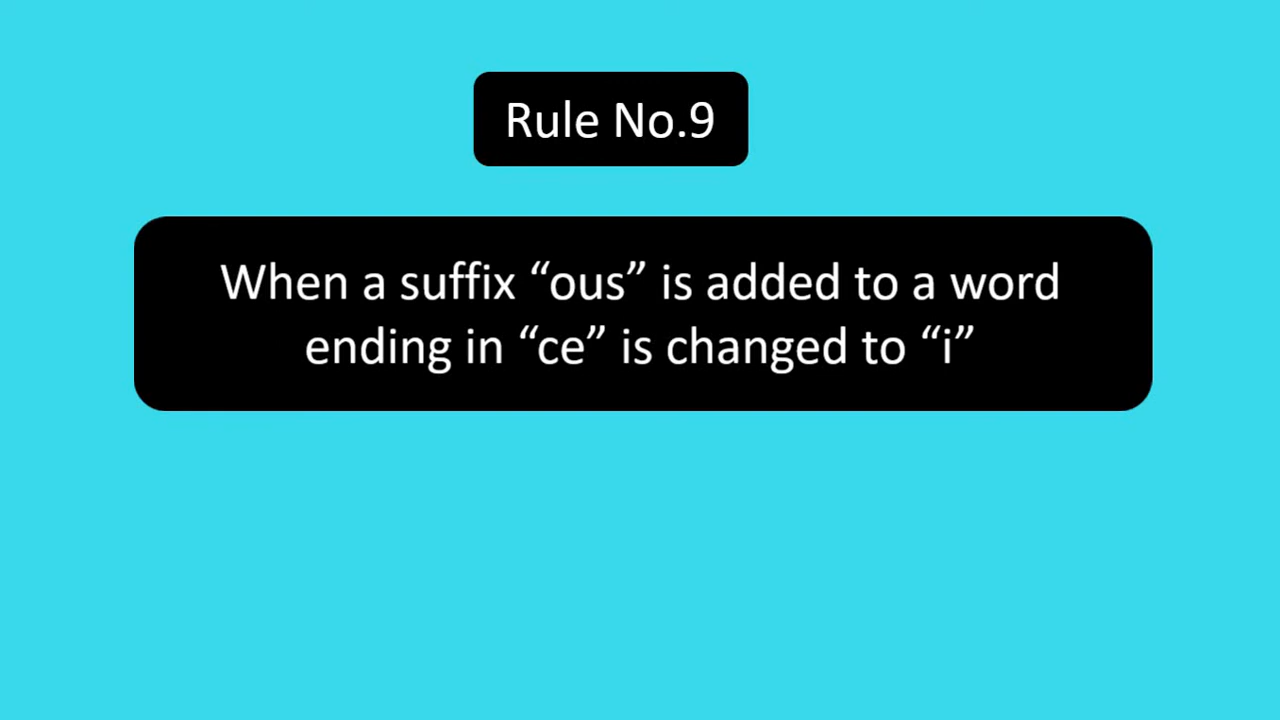 Rule No.9
When a suffix “ous” is added to a word
ending in “ce” is changed to “i”